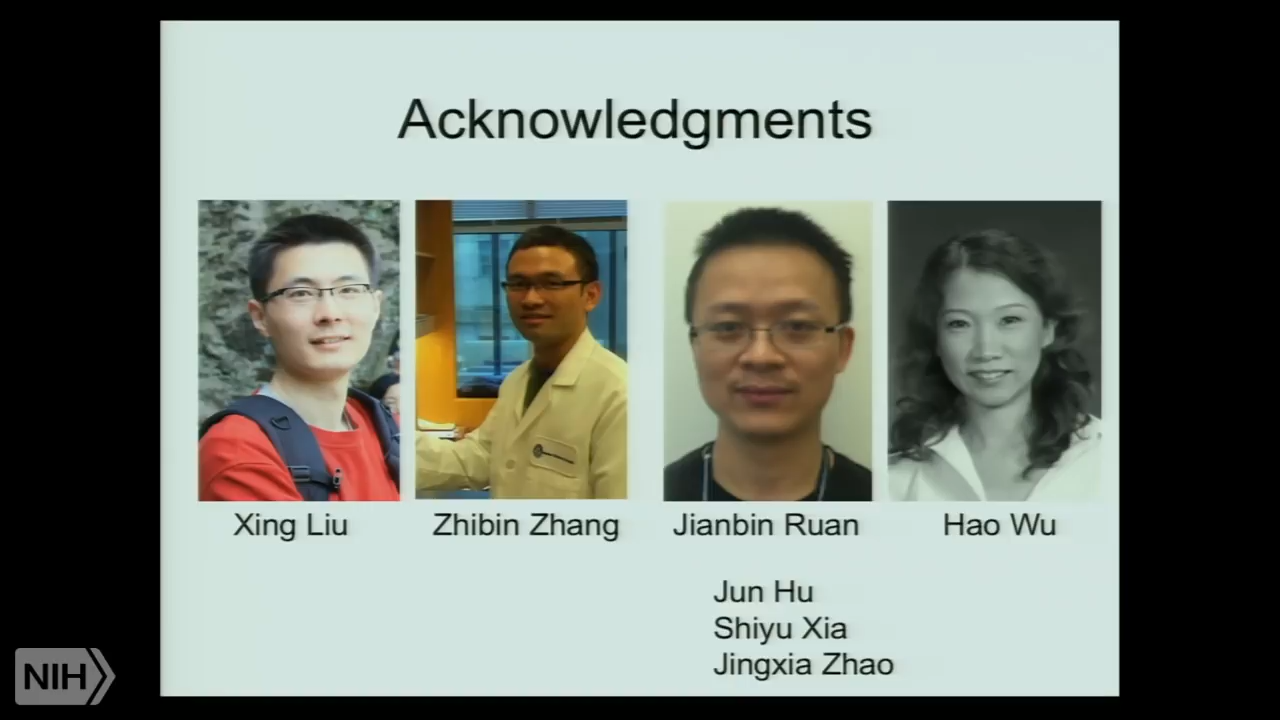 Acknowledgments
Xing Liu
Zhibin Zhang
Jianbin Ruan
Hao Wu
Jun Hu
Shiyu Xia
Jingxia Zhao
NIH